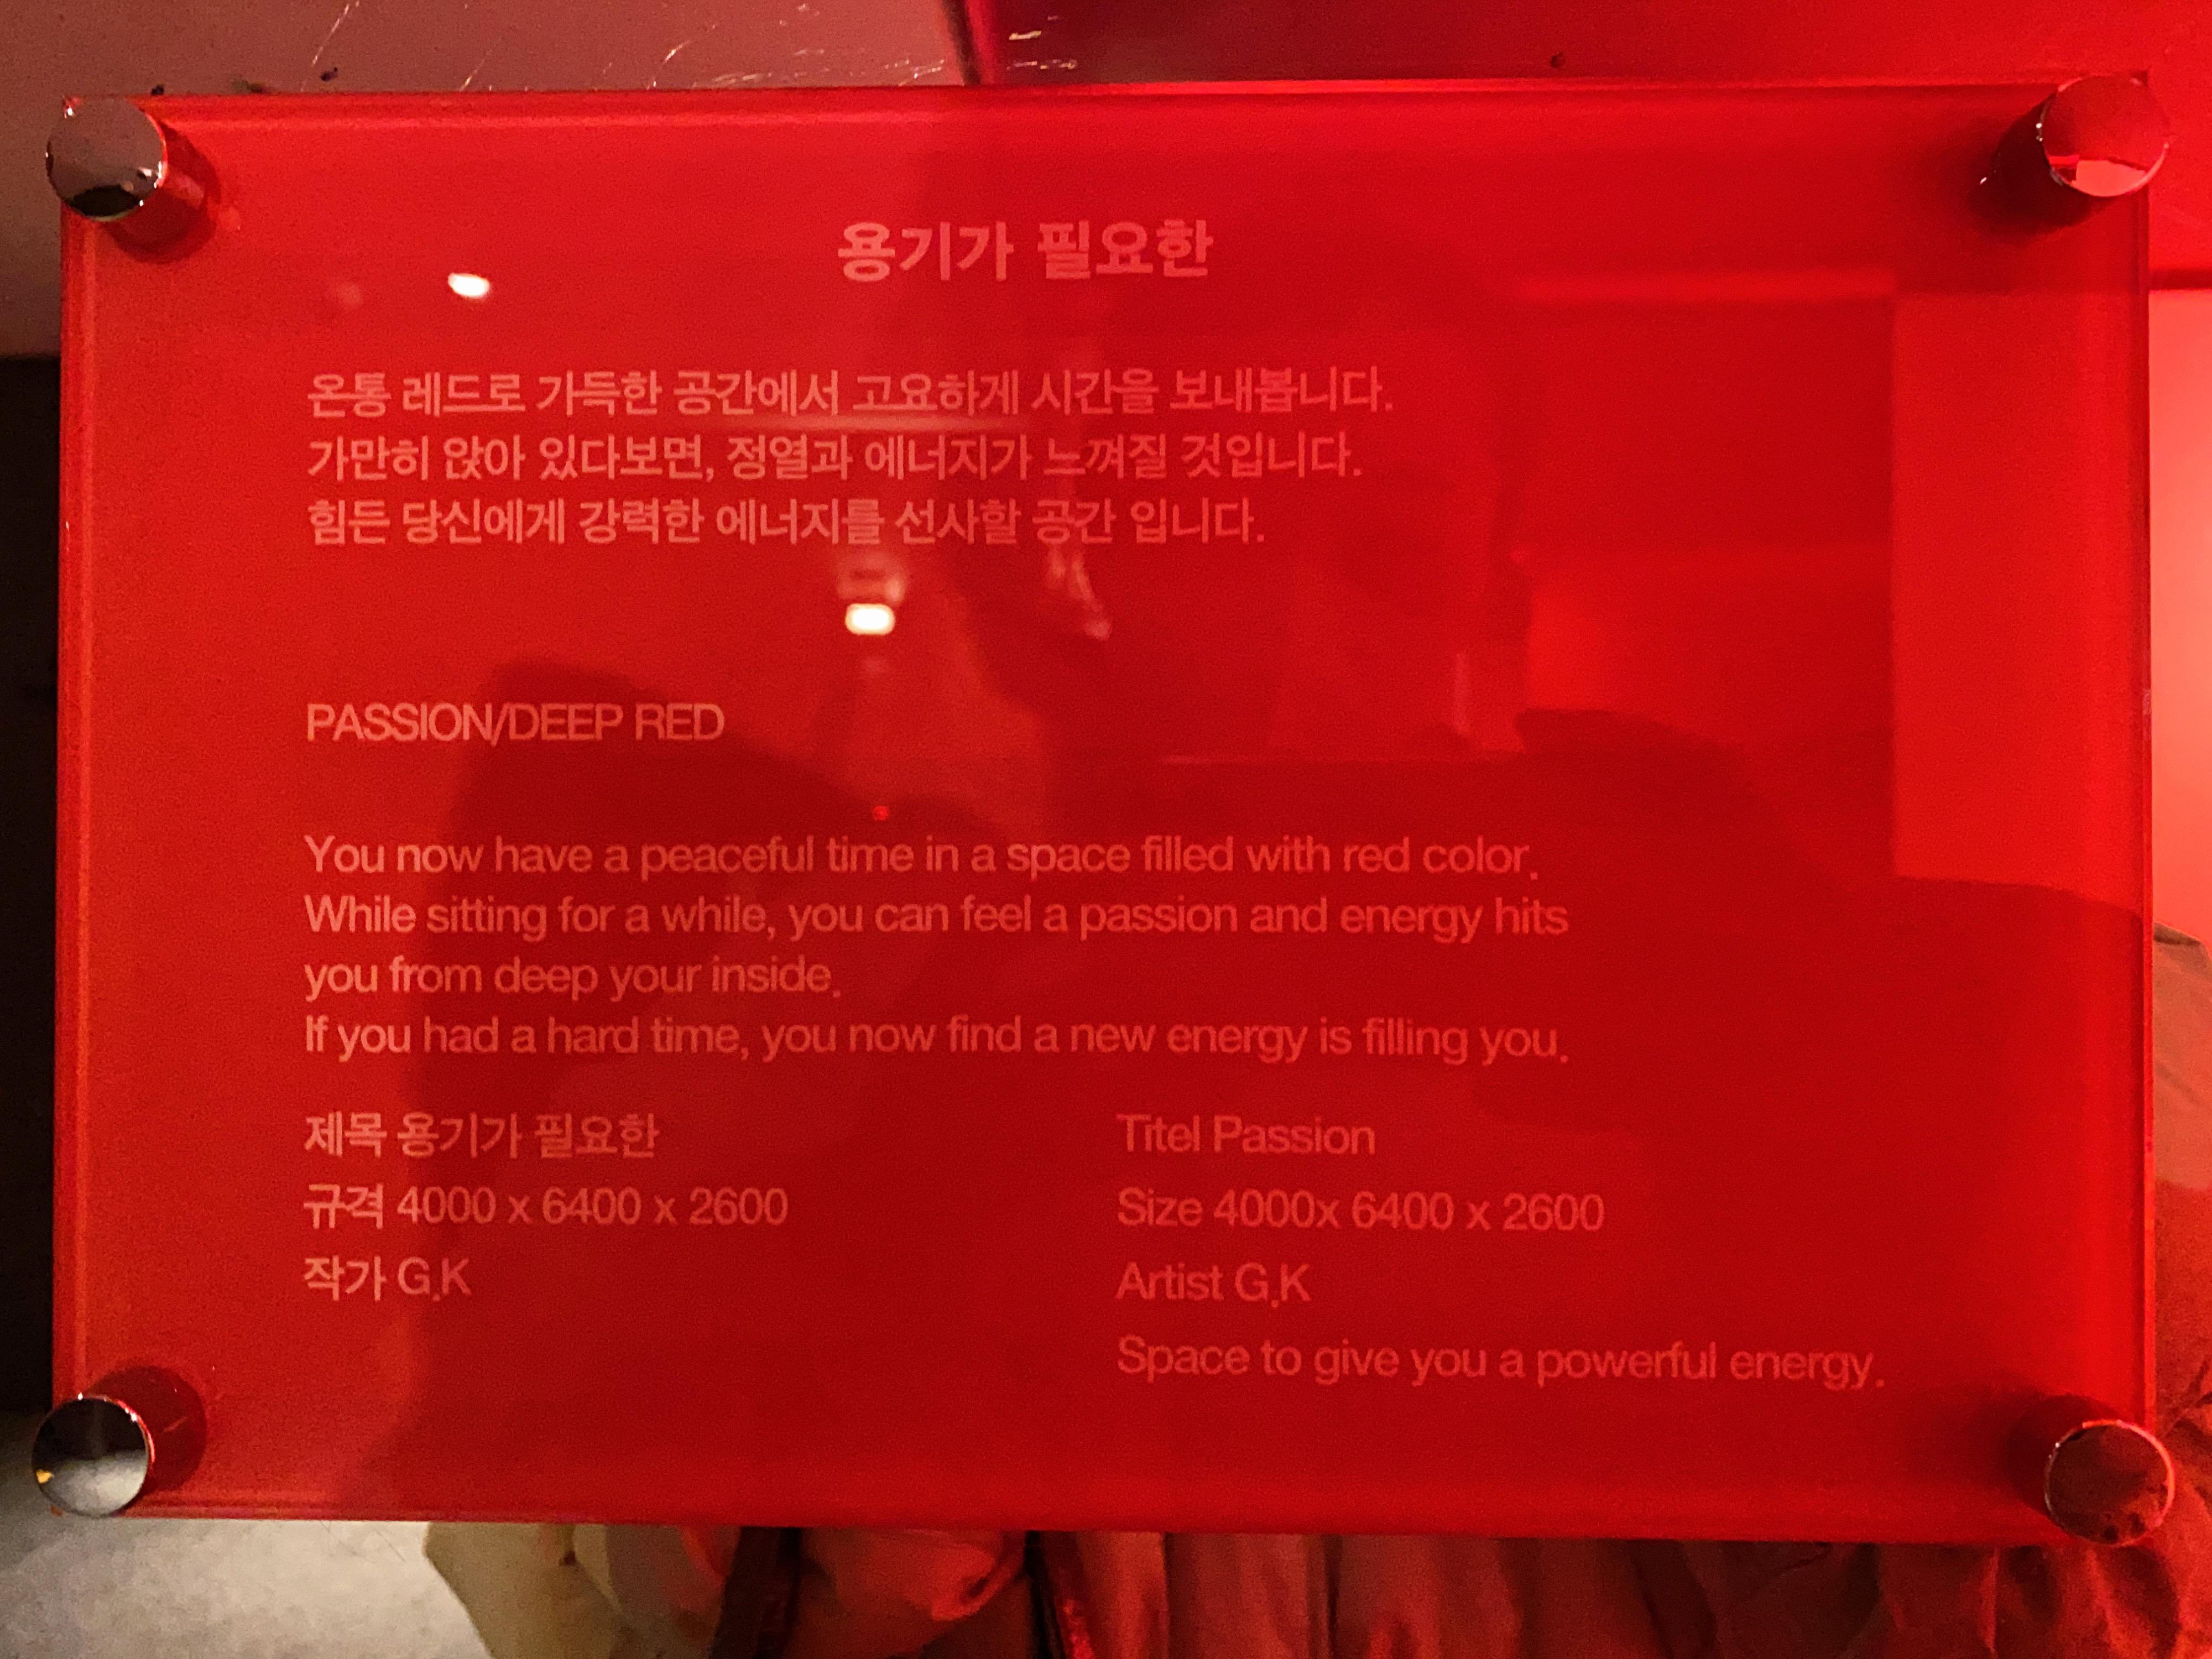 용기가 필요한
온통 레드로 가득한 공간에서 고요하게 시간을 보내봅니다.
가만히 앉아 있다보면, 정열과 에너지가 느껴질 것입니다.
힘든 당신에게 강력한 에너지를 선사할 공간 입니다.
PASSION/DEEP RED
You now have a peaceful time in a space filled with red color.
While sitting for a while, you can feel a passion and energy hits
you from deep your inside.
If you had a hard time, you now find a new energy is filling you.
제목 용기가 필요한
규격 4000 x 6400 x 2600
작가 G.K
Titel Passion
Size 4000x 6400 x 2600
Artist G.K
Space to give you a powerful energy.